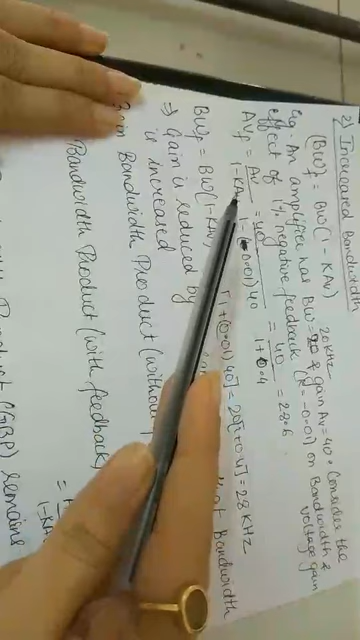 2) Increased Bandwidth
(BW)f = BW(1 - KAv)
eg. An amplifier has BW = 20 KHz & gain Av = 40. Consider the
effect of 1% negative feedback (K = -0.01) on Bandwidth &
voltage gain
AVf = Av / 1-KAv = 40 / 1-(-0.01)40 = 40 / 1+0.4 = 28.6
BWf = BW(1-KAv) [1+(0.01)40] = 20[1+0.4] = 28 KHz
⇒ Gain is reduced by Bandwidth
is increased
Bandwidth Product (without
Bandwidth Product (with feedback)
= 1-KA
Product (GBP) remains